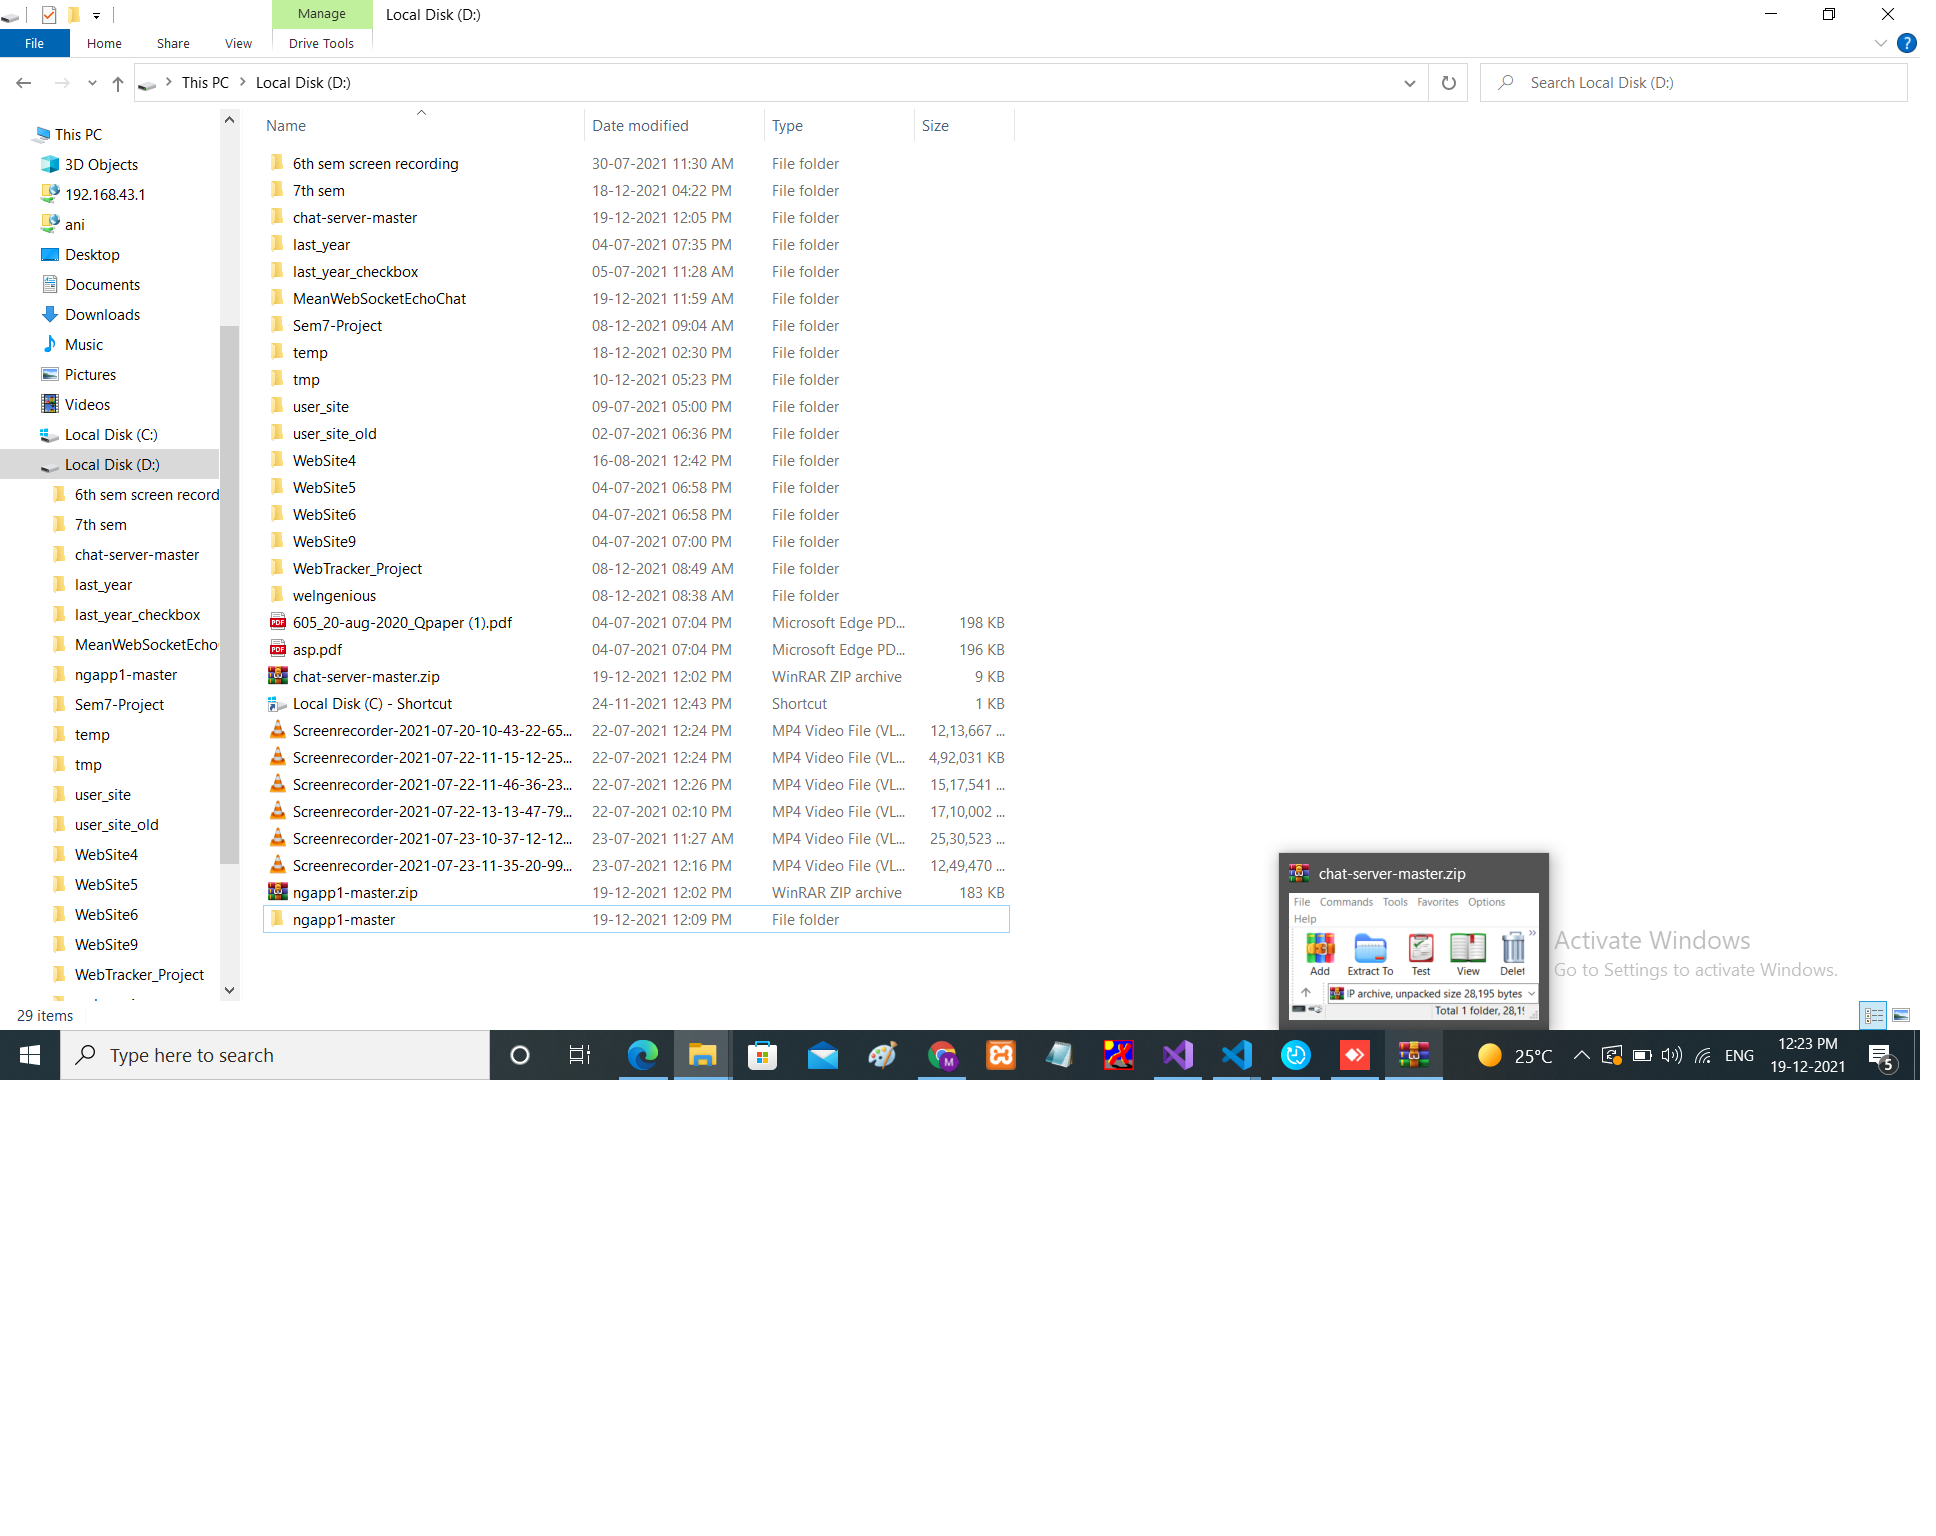 Manage
Local Disk (D:)
File
Home
Share
View
Drive Tools
This PC
Local Disk (D:)
Search Local Disk (D:)
This PC
3D Objects
192.168.43.1
ani
Desktop
Documents
Downloads
Music
Pictures
Videos
Local Disk (C:)
Local Disk (D:)
6th sem screen record
7th sem
chat-server-master
last_year
last_year_checkbox
MeanWebSocketEcho
ngapp1-master
Sem7-Project
temp
tmp
user_site
user_site_old
WebSite4
WebSite5
WebSite6
WebSite9
WebTracker_Project
Name Date modified Type Size
6th sem screen recording 30-07-2021 11:30 AM File folder
7th sem 18-12-2021 04:22 PM File folder
chat-server-master 19-12-2021 12:05 PM File folder
last_year 04-07-2021 07:35 PM File folder
last_year_checkbox 05-07-2021 11:28 AM File folder
MeanWebSocketEchoChat 19-12-2021 11:59 AM File folder
Sem7-Project 08-12-2021 09:04 AM File folder
temp 18-12-2021 02:30 PM File folder
tmp 10-12-2021 05:23 PM File folder
user_site 09-07-2021 05:00 PM File folder
user_site_old 02-07-2021 06:36 PM File folder
WebSite4 16-08-2021 12:42 PM File folder
WebSite5 04-07-2021 06:58 PM File folder
WebSite6 04-07-2021 06:58 PM File folder
WebSite9 04-07-2021 07:00 PM File folder
WebTracker_Project 08-12-2021 08:49 AM File folder
weIngenious 08-12-2021 08:38 AM File folder
605_20-aug-2020_Qpaper (1).pdf 04-07-2021 07:04 PM Microsoft Edge PD... 198 KB
asp.pdf 04-07-2021 07:04 PM Microsoft Edge PD... 196 KB
chat-server-master.zip 19-12-2021 12:02 PM WinRAR ZIP archive 9 KB
Local Disk (C) - Shortcut 24-11-2021 12:43 PM Shortcut 1 KB
Screenrecorder-2021-07-20-10-43-22-65... 22-07-2021 12:24 PM MP4 Video File (VL... 12,13,667 ...
Screenrecorder-2021-07-22-11-15-12-25... 22-07-2021 12:24 PM MP4 Video File (VL... 4,92,031 KB
Screenrecorder-2021-07-22-11-46-36-23... 22-07-2021 12:26 PM MP4 Video File (VL... 15,17,541 ...
Screenrecorder-2021-07-22-13-13-47-79... 22-07-2021 02:10 PM MP4 Video File (VL... 17,10,002 ...
Screenrecorder-2021-07-23-10-37-12-12... 23-07-2021 11:27 AM MP4 Video File (VL... 25,30,523 ...
Screenrecorder-2021-07-23-11-35-20-99... 23-07-2021 12:16 PM MP4 Video File (VL... 12,49,470 ...
ngapp1-master.zip 19-12-2021 12:02 PM WinRAR ZIP archive 183 KB
ngapp1-master 19-12-2021 12:09 PM File folder
chat-server-master.zip
File Commands Tools Favorites Options
Help
Add Extract To Test View Delet
IP archive, unpacked size 28,195 bytes
Total 1 folder, 28,1
Activate Windows
Go to Settings to activate Windows.
29 items
Type here to search
PDF
PDF
M
25°C
ENG
12:23 PM
19-12-2021
5